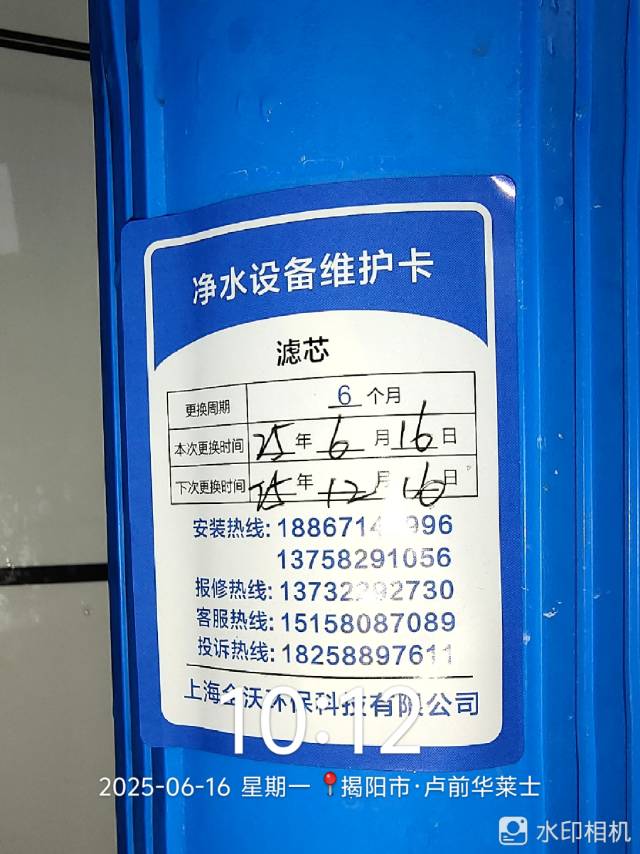 净水设备维护卡
滤芯
更换周期 6 个月
本次更换时间 25 年 6 月 16 日
下次更换时间 25 年 12 月 16 日
安装热线:
13758291056
报修热线:
客服热线: 15158087089
投诉热线: 18258897611
上海 沃环保科技有限公司
10:12
2025-06-16 星期一 揭阳市·卢前华莱士
水印相机